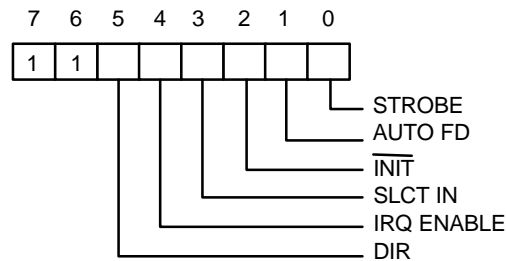 7 6 5 4 3 2 1 0
1 1
STROBE
AUTO FD
INIT
SLCT IN
IRQ ENABLE
DIR